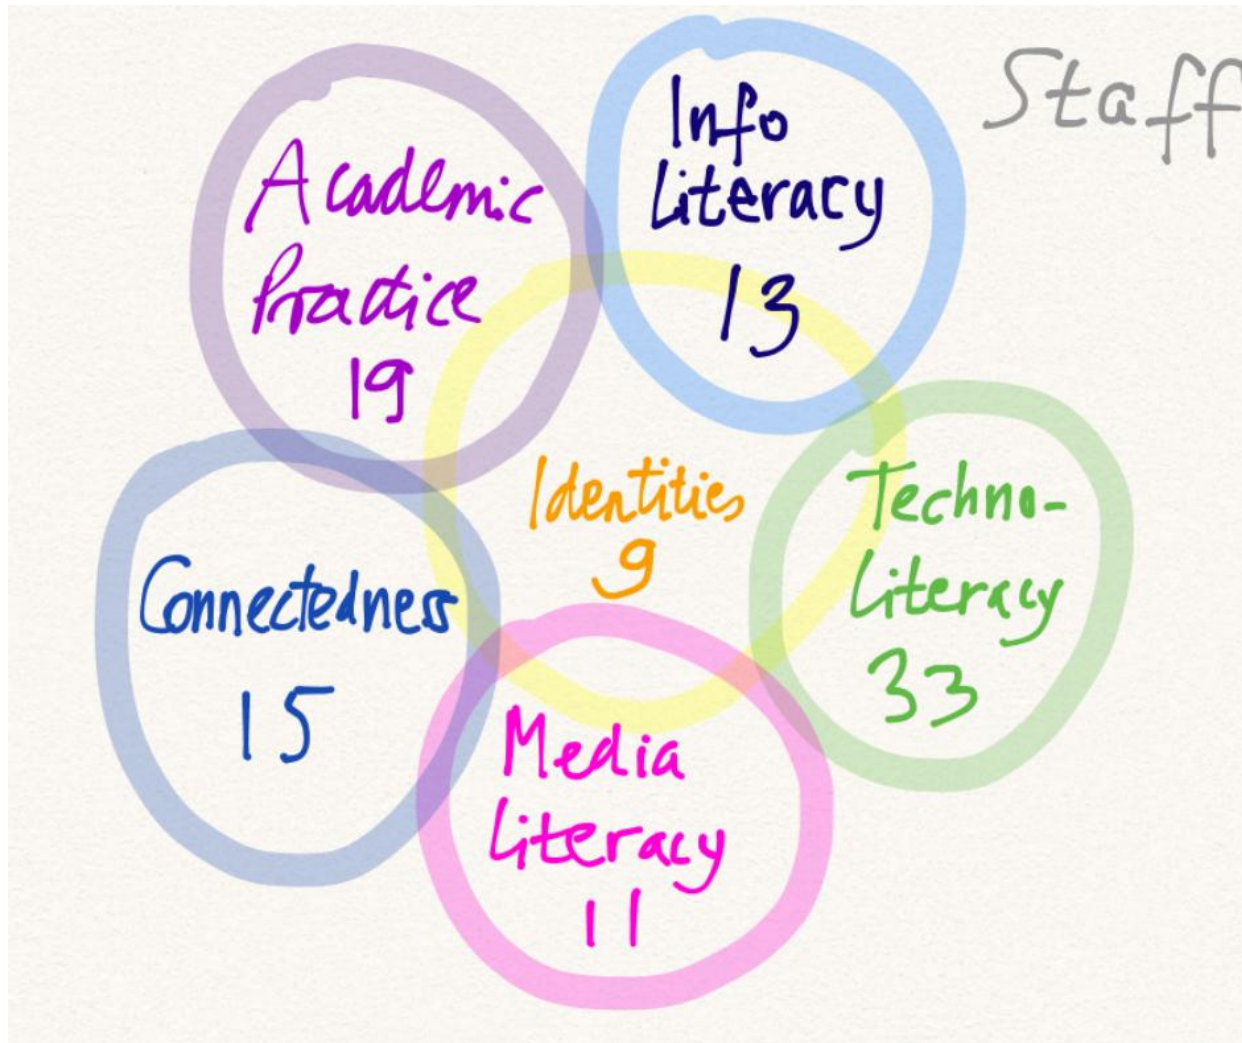 Staff
Academic
Practice
19
Info
Literacy
13
Identities
9
Techno-
Literacy
33
Connectedness
15
Media
Literacy
11